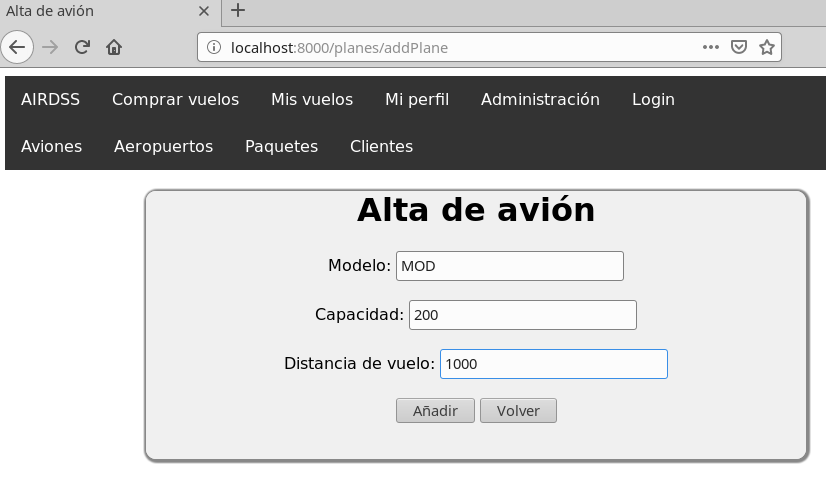 Alta de avión
localhost:8000/planes/addPlane
AIRDSS Comprar vuelos Mis vuelos Mi perfil Administración Login
Aviones Aeropuertos Paquetes Clientes
Alta de avión
Modelo: MOD
Capacidad: 200
Distancia de vuelo: 1000
Añadir Volver